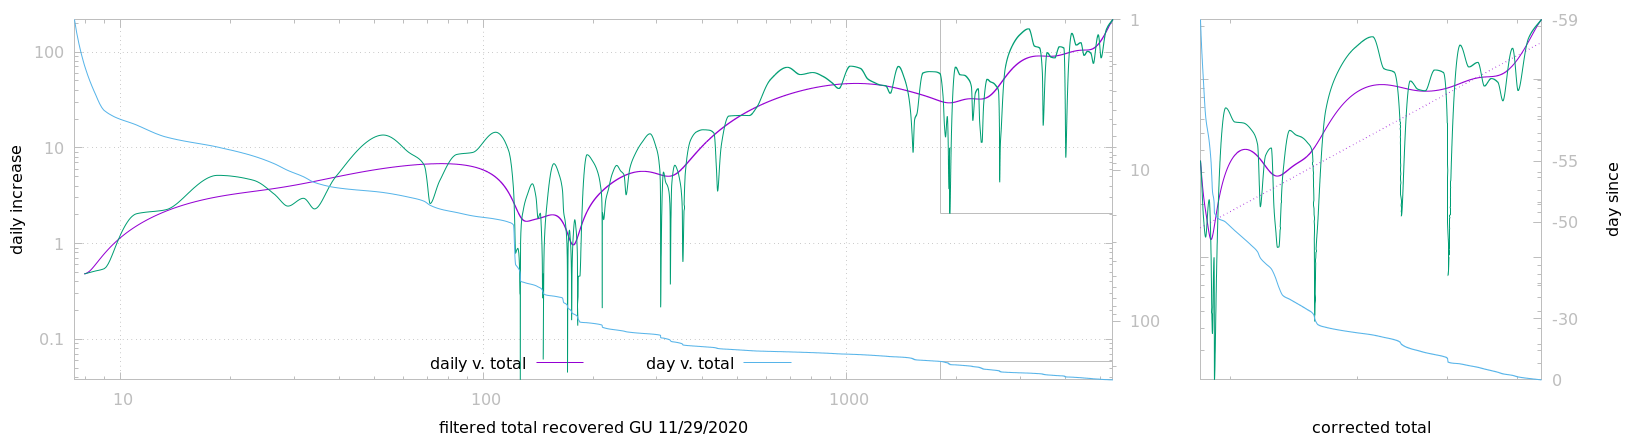 100
10
1
0.1
daily increase
10
100
1000
filtered total recovered GU 11/29/2020
daily v. total
day v. total
1
10
100
-59
-55
-50
-30
0
day since
corrected total